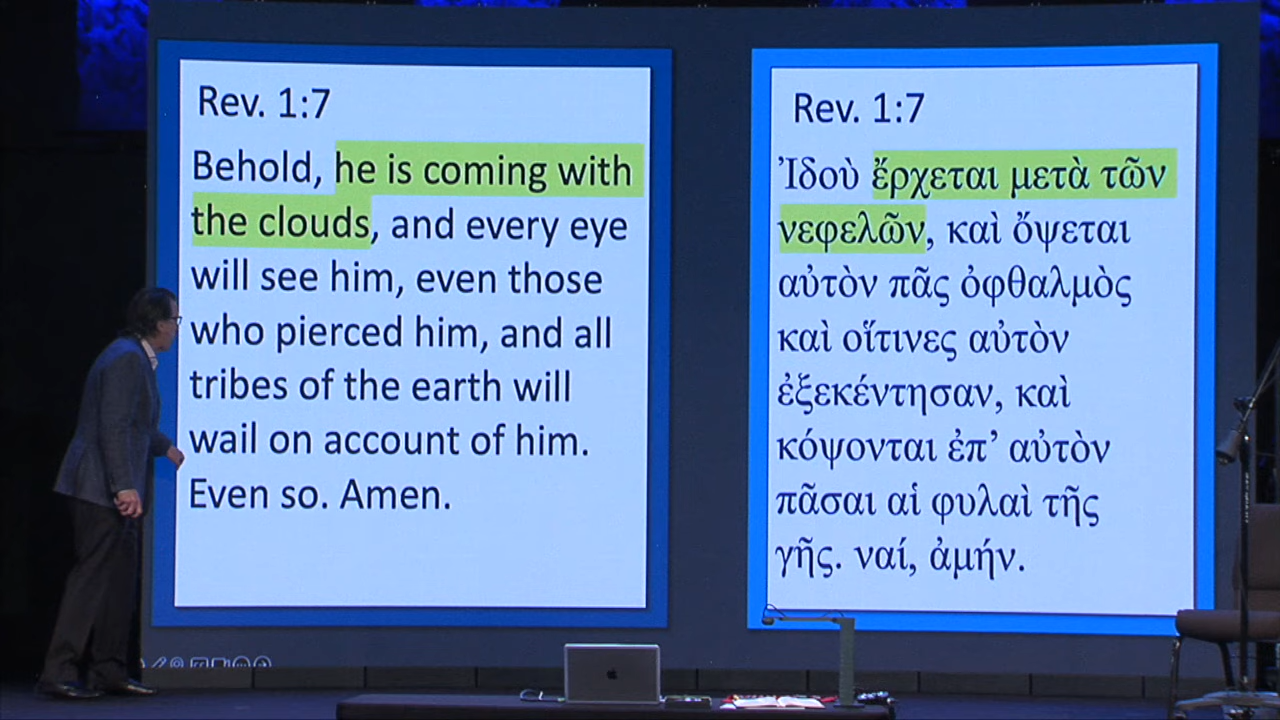 Rev. 1:7
Behold, he is coming with
the clouds, and every eye
will see him, even those
who pierced him, and all
tribes of the earth will
wail on account of him.
Even so. Amen.
Rev. 1:7
Ἰδοὺ ἔρχεται μετὰ τῶν
νεφελῶν, καὶ ὄψεται
αὐτὸν πᾶς ὀφθαλμὸς
καὶ οἵτινες αὐτὸν
ἐξεκέντησαν, καὶ
κόψονται ἐπ’ αὐτὸν
πᾶσαι αἱ φυλαὶ τῆς
γῆς. ναί, ἀμήν.